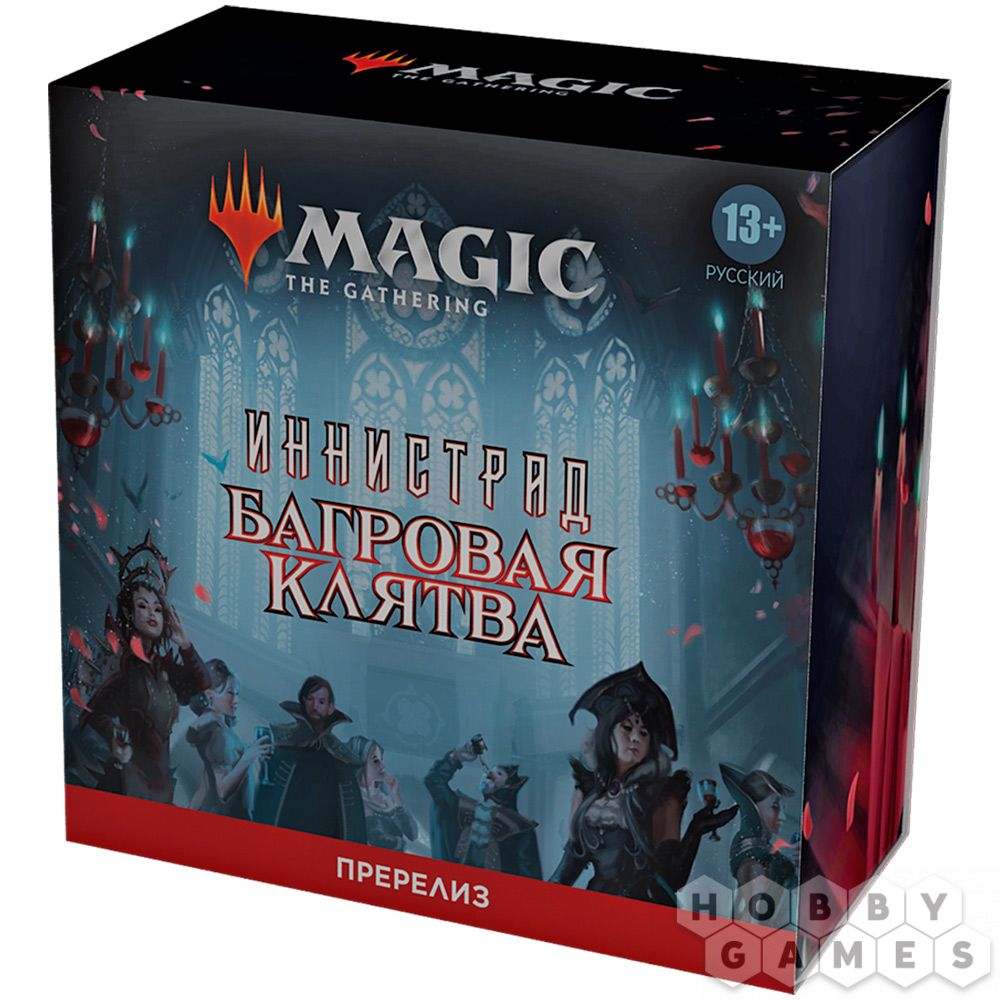 MAGIC
THE GATHERING
MAGIC
THE GATHERING
13+
РУССКИЙ
ИННИСТРАД
БАГРОВАЯ
КЛЯТВА
ПРЕРЕЛИЗ
HOBBY
GAMES